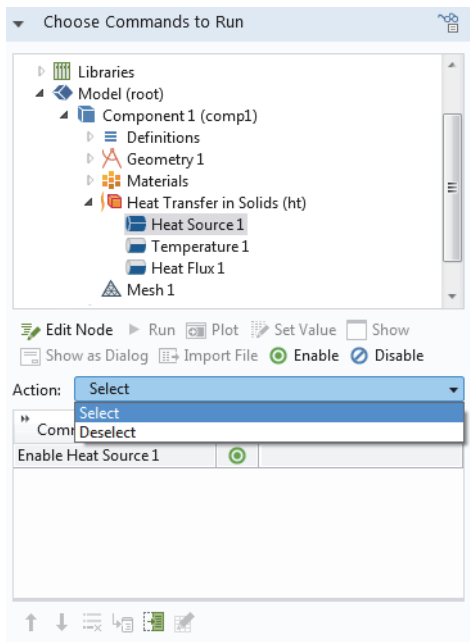 Choose Commands to Run
Libraries
Model (root)
Component 1 (comp1)
Definitions
Geometry 1
Materials
Heat Transfer in Solids (ht)
Heat Source 1
Temperature 1
Heat Flux 1
Mesh 1
Edit Node Run Plot Set Value Show
Show as Dialog Import File Enable Disable
Action: Select
Select
Comm
Deselect
Enable Heat Source 1